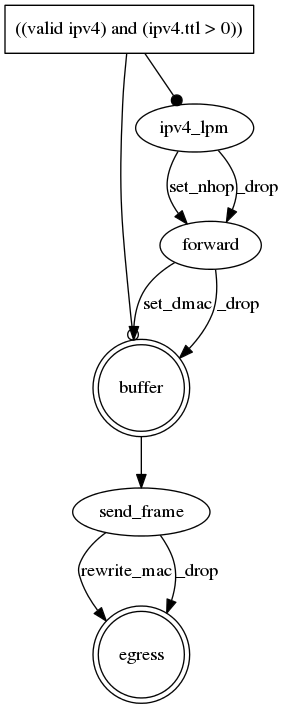 ((valid ipv4) and (ipv4.ttl > 0))
ipv4_lpm
set_nhop
_drop
forward
set_dmac
_drop
buffer
send_frame
rewrite_mac
_drop
egress